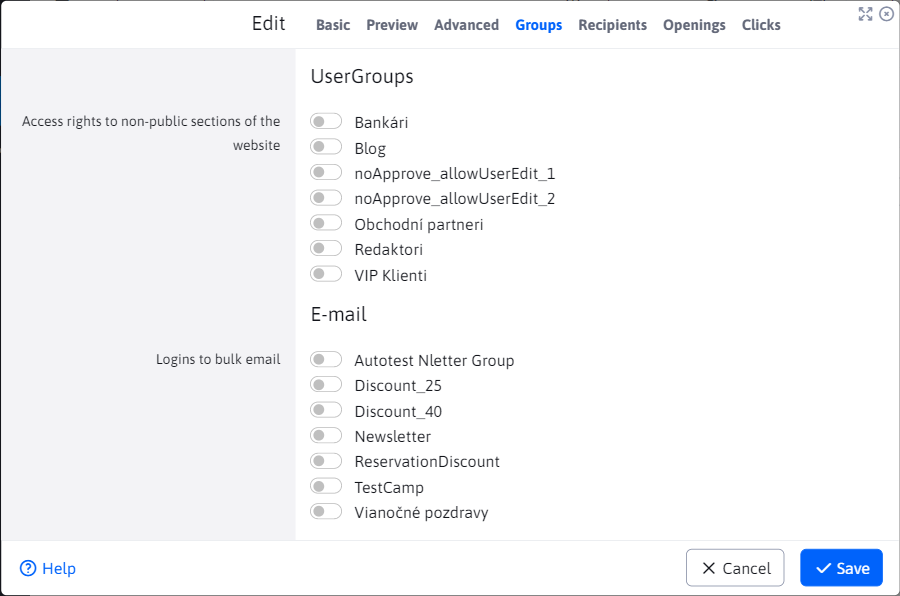 Edit
Basic Preview Advanced Groups Recipients Openings Clicks
UserGroups
Access rights to non-public sections of the
website
Bankári
Blog
noApprove_allowUserEdit_1
noApprove_allowUserEdit_2
Obchodní partneri
Redaktori
VIP Klienti
E-mail
Logins to bulk email
Autotest Nletter Group
Discount_25
Discount_40
Newsletter
ReservationDiscount
TestCamp
Vianočné pozdravy
Help
Cancel
Save